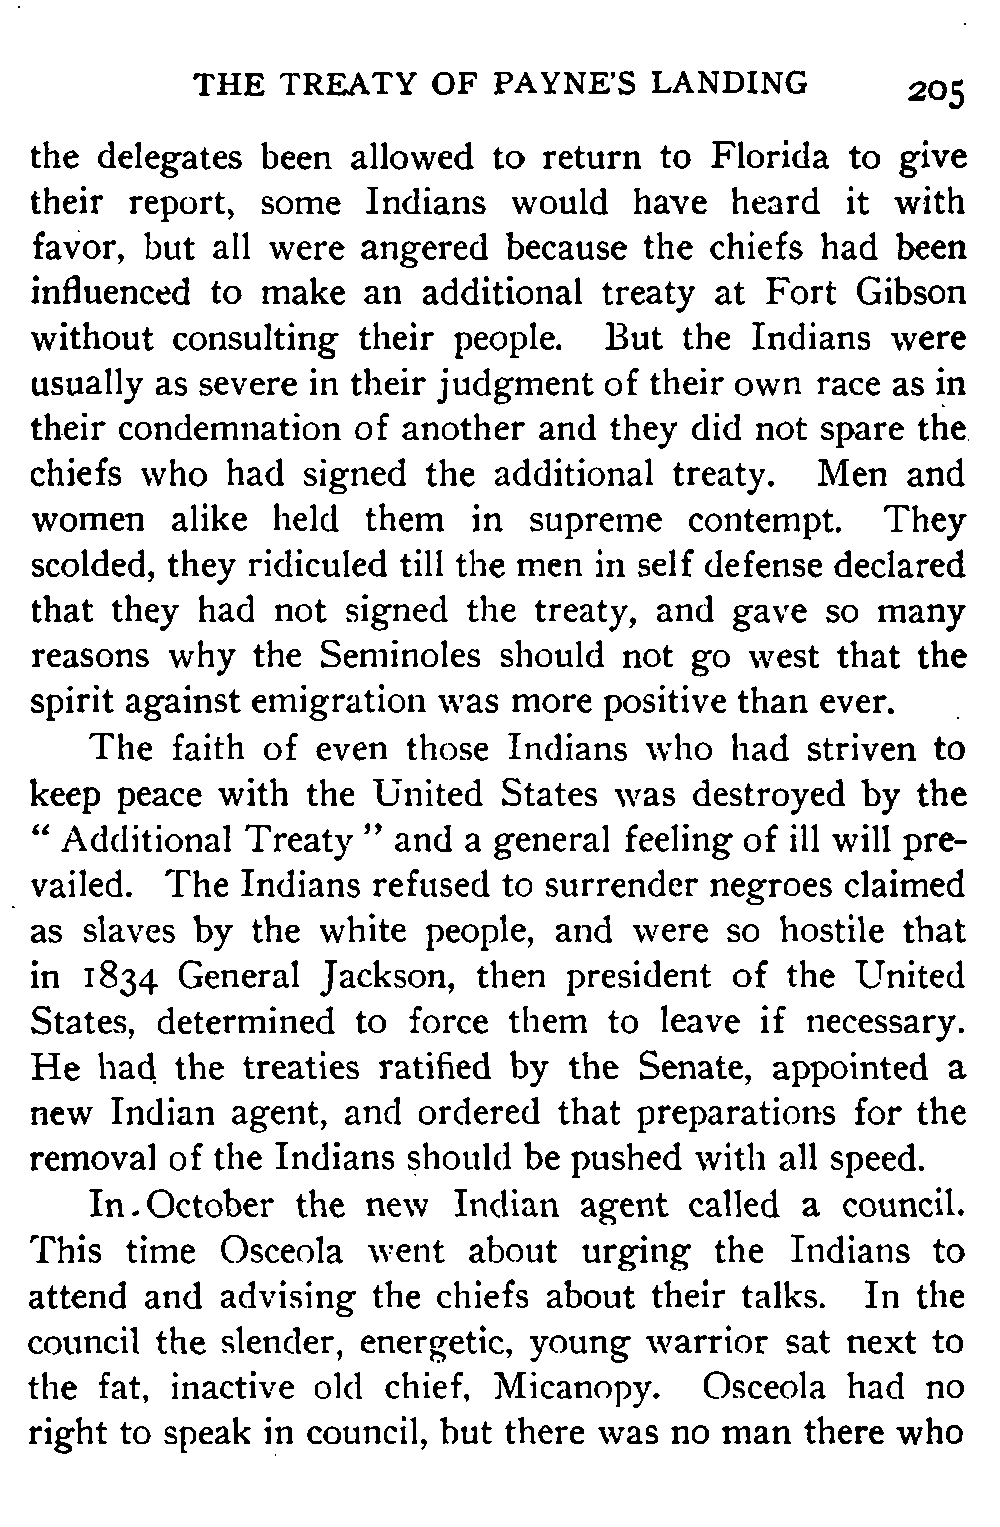 THE TREATY OF PAYNE'S LANDING 205
the delegates been allowed to return to Florida to give
their report, some Indians would have heard it with
favor, but all were angered because the chiefs had been
influenced to make an additional treaty at Fort Gibson
without consulting their people. But the Indians were
usually as severe in their judgment of their own race as in
their condemnation of another and they did not spare the
chiefs who had signed the additional treaty. Men and
women alike held them in supreme contempt. They
scolded, they ridiculed till the men in self defense declared
that they had not signed the treaty, and gave so many
reasons why the Seminoles should not go west that the
spirit against emigration was more positive than ever.
The faith of even those Indians who had striven to
keep peace with the United States was destroyed by the
" Additional Treaty " and a general feeling of ill will pre-
vailed. The Indians refused to surrender negroes claimed
as slaves by the white people, and were so hostile that
in 1834 General Jackson, then president of the United
States, determined to force them to leave if necessary.
He had the treaties ratified by the Senate, appointed a
new Indian agent, and ordered that preparations for the
removal of the Indians should be pushed with all speed.
In October the new Indian agent called a council.
This time Osceola went about urging the Indians to
attend and advising the chiefs about their talks. In the
council the slender, energetic, young warrior sat next to
the fat, inactive old chief, Micanopy. Osceola had no
right to speak in council, but there was no man there who